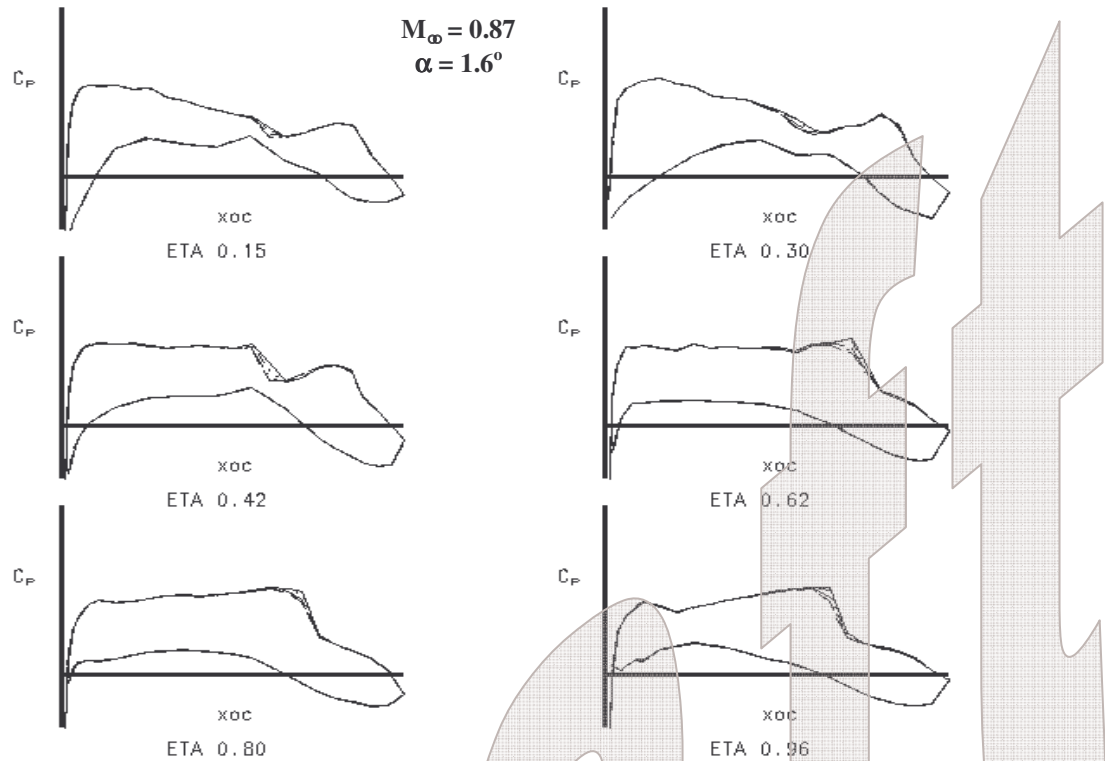 M∞ = 0.87
α = 1.6°
Cₚ
xoc
ETA 0.15
Cₚ
xoc
ETA 0.30
Cₚ
xoc
ETA 0.42
Cₚ
xoc
ETA 0.62
Cₚ
xoc
ETA 0.80
Cₚ
xoc
ETA 0.96